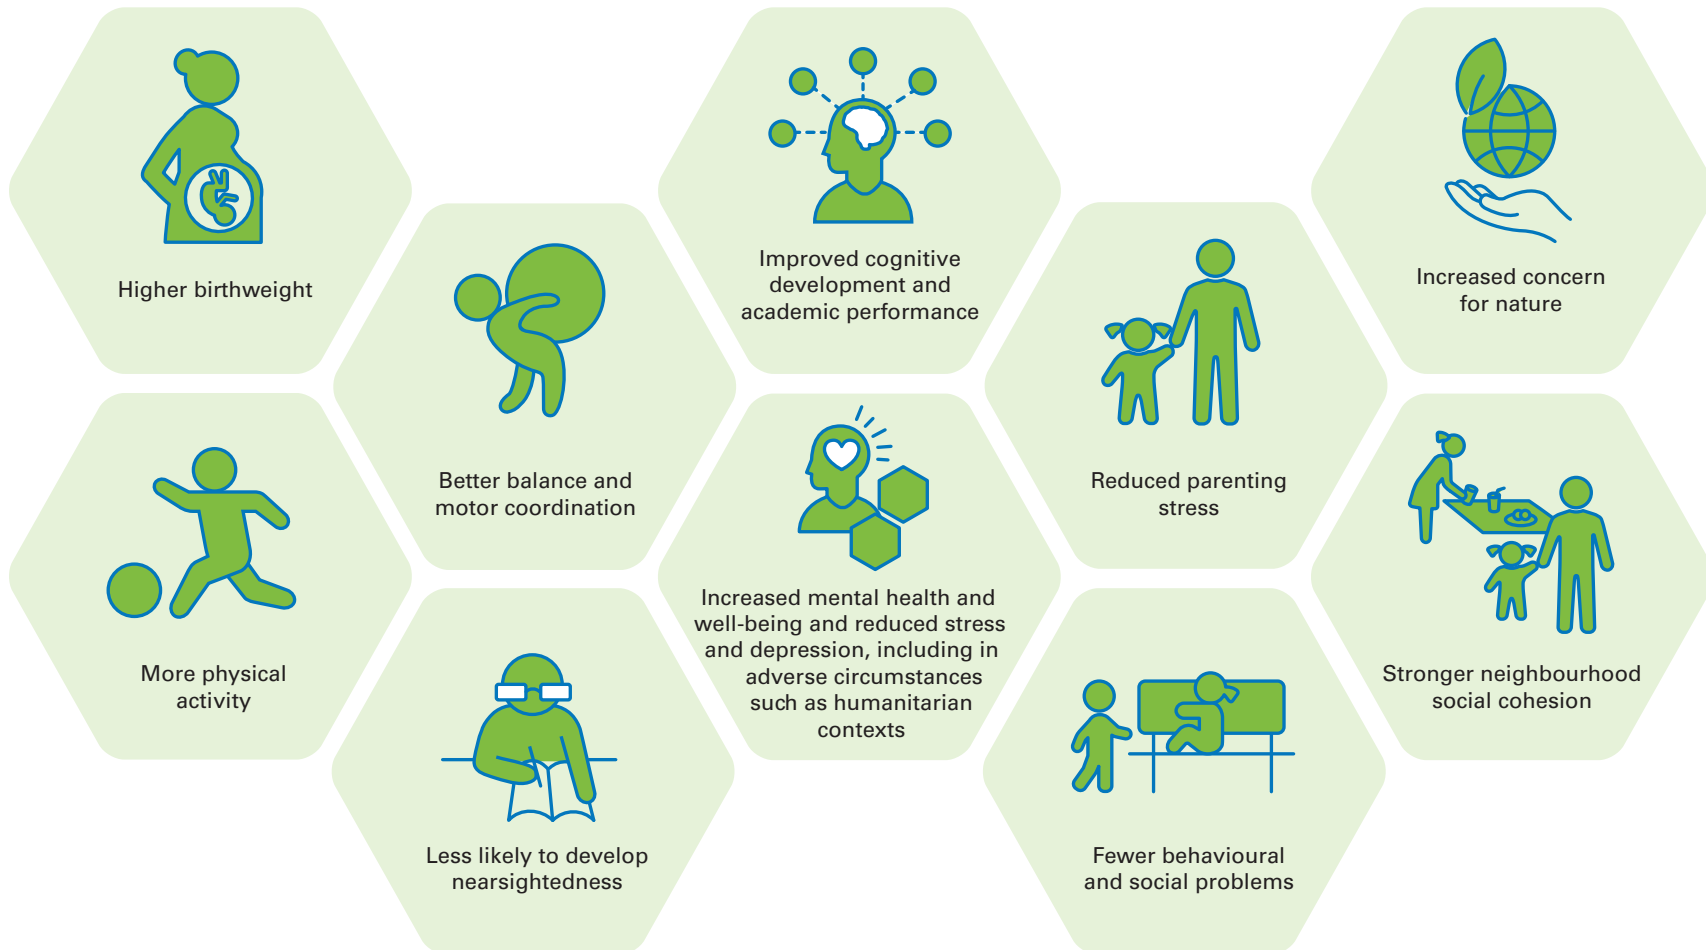 Higher birthweight
Improved cognitive
development and
academic performance
Increased concern
for nature
Better balance and
motor coordination
Reduced parenting
stress
More physical
activity
Increased mental health and
well-being and reduced stress
and depression, including in
adverse circumstances
such as humanitarian
contexts
Stronger neighbourhood
social cohesion
Less likely to develop
nearsightedness
Fewer behavioural
and social problems